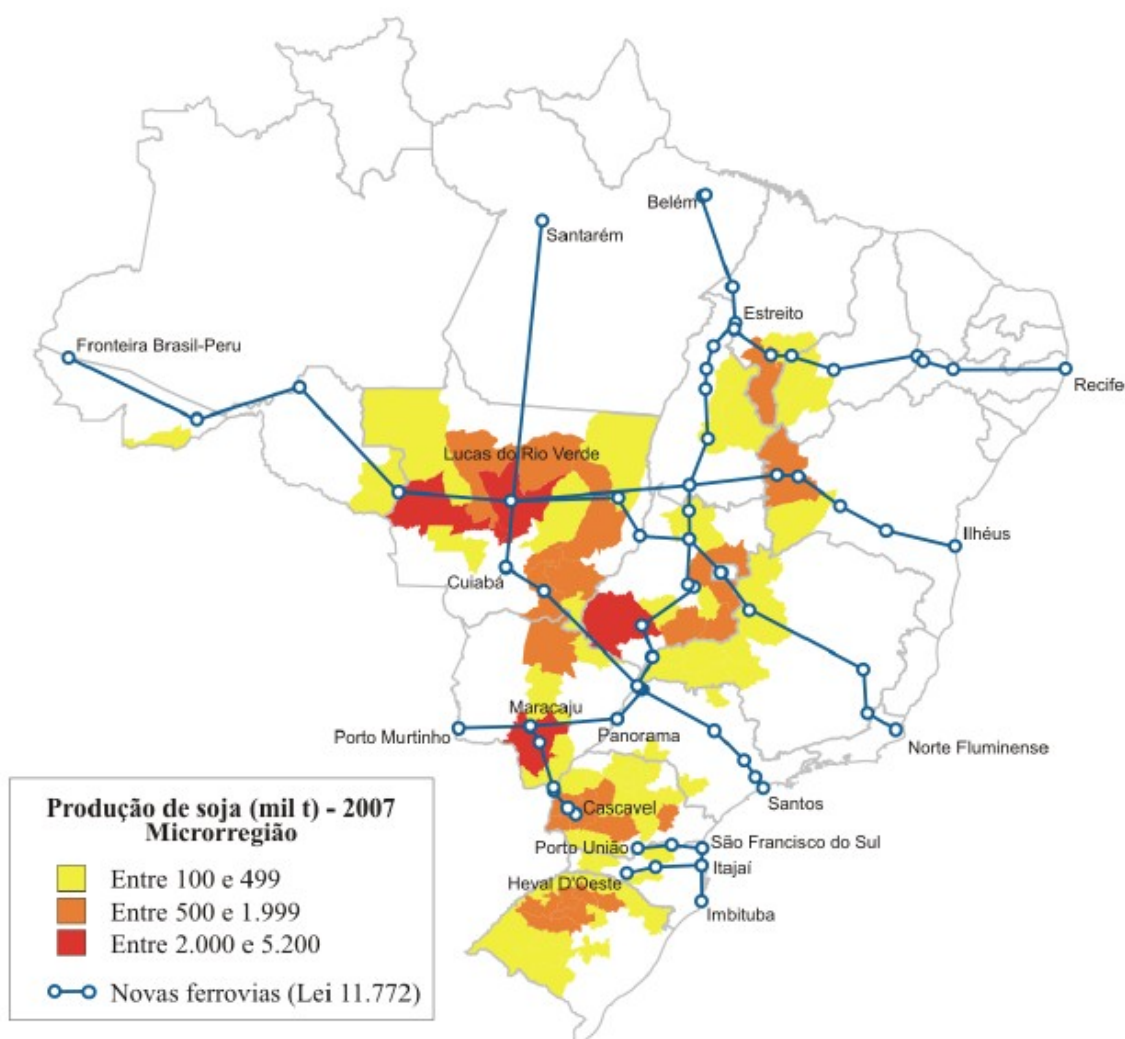 Belém
Santarém
Estreito
Fronteira Brasil-Peru
Recife
Lucas do Rio Verde
Ilhéus
Cuiabá
Maracaju
Porto Murtinho
Panorama
Norte Fluminense
Santos
Cascavel
Porto União
São Francisco do Sul
Itajaí
Heval D'Oeste
Imbituba
Produção de soja (mil t) - 2007
Microrregião
Entre 100 e 499
Entre 500 e 1.999
Entre 2.000 e 5.200
Novas ferrovias (Lei 11.772)